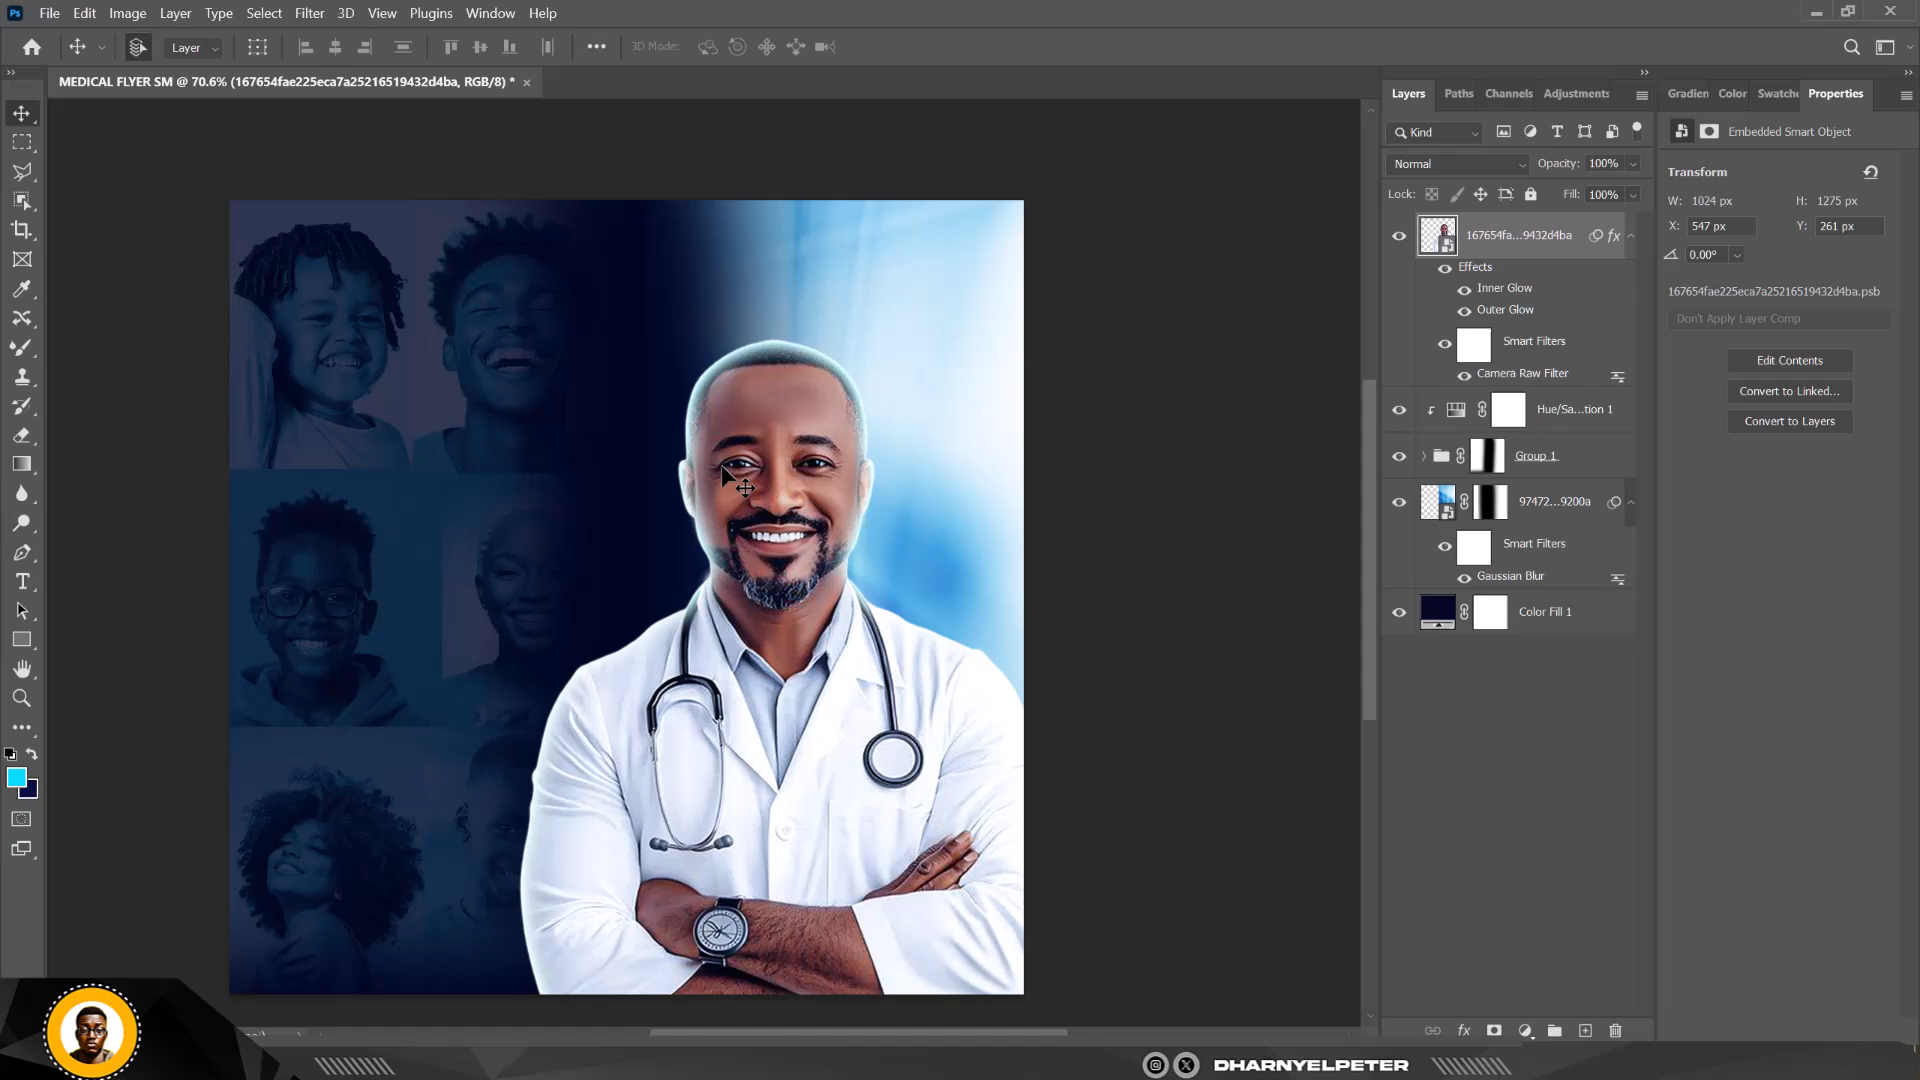 File Edit Image Layer Type Select Filter 3D View Plugins Window Help
Layer
3D Mode:
MEDICAL FLYER SM @ 70.6% (167654fae225eca7a25216519432d4ba, RGB/8) * ×
Layers Paths Channels Adjustments
Kind
Normal Opacity: 100%
Lock: Fill: 100%
167654fa...9432d4ba fx
Effects
Inner Glow
Outer Glow
Smart Filters
Camera Raw Filter
Hue/Sa...tion 1
Group 1
97472...9200a
Smart Filters
Gaussian Blur
Color Fill 1
fx
Gradien Color Swatche Properties
Embedded Smart Object
Transform
W: 1024 px H: 1275 px
X: 547 px Y: 261 px
0.00°
167654fae225eca7a25216519432d4ba.psb
Don't Apply Layer Comp
Edit Contents
Convert to Linked...
Convert to Layers
DHARNYELPETER